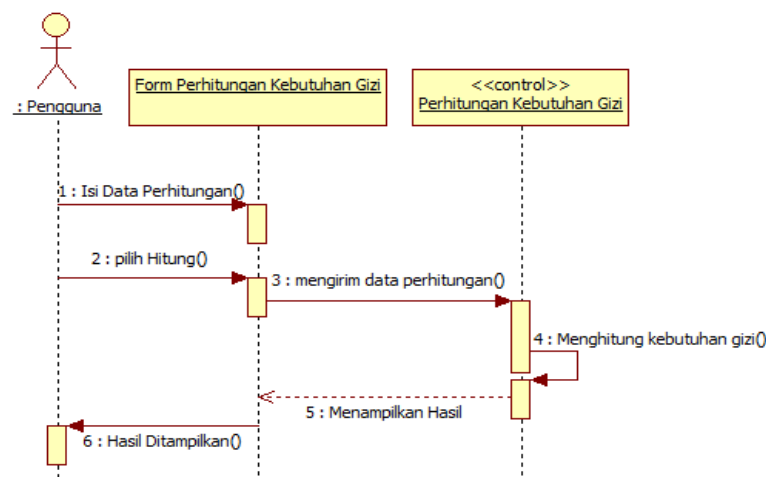 Form Perhitungan Kebutuhan Gizi
<<control>>
Perhitungan Kebutuhan Gizi
: Pengguna
1 : Isi Data Perhitungan()
2 : pilih Hitung()
3 : mengirim data perhitungan()
4 : Menghitung kebutuhan gizi()
5 : Menampilkan Hasil
6 : Hasil Ditampilkan()